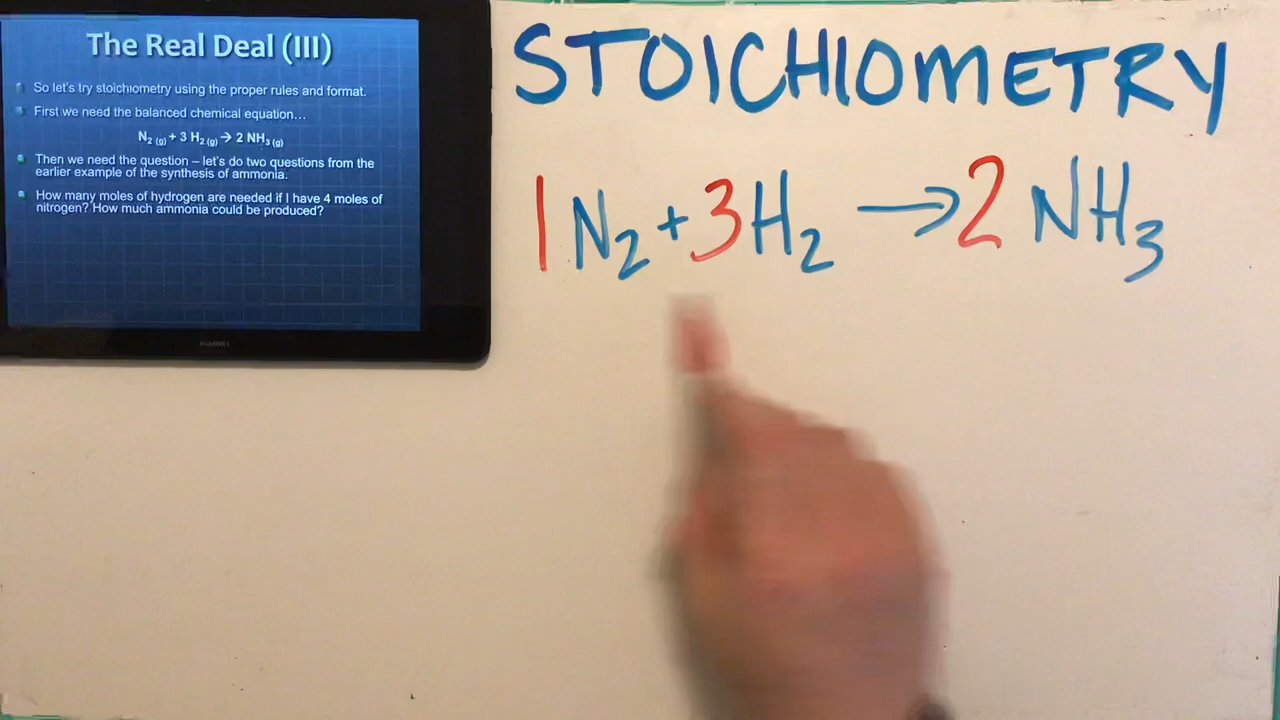 The Real Deal (III)
So let's try stoichiometry using the proper rules and format.
First we need the balanced chemical equation…
N₂ (g) + 3 H₂ (g) → 2 NH₃ (g)
Then we need the question – let's do two questions from the
earlier example of the synthesis of ammonia.
How many moles of hydrogen are needed if I have 4 moles of
nitrogen? How much ammonia could be produced?
HUAWEI
STOICHIOMETRY
1 N₂ + 3 H₂ → 2 NH₃